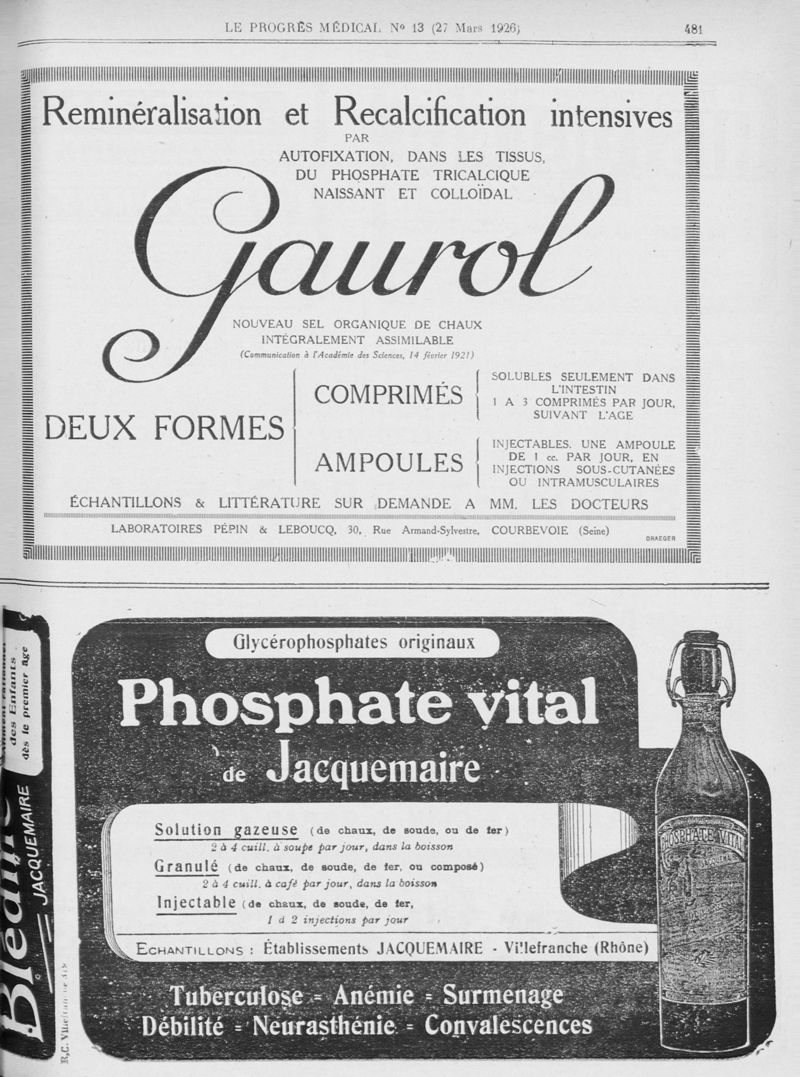 LE PROGRÈS MÉDICAL Nº 13 (27 Mars 1926)
481
Reminéralisation et Recalcification intensives
PAR
AUTOFIXATION, DANS LES TISSUS,
DU PHOSPHATE TRICALCIQUE
NAISSANT ET COLLOÏDAL
Gaurol
NOUVEAU SEL ORGANIQUE DE CHAUX
INTÉGRALEMENT ASSIMILABLE
(Communication à l'Académie des Sciences, 14 février 1921)
DEUX FORMES
COMPRIMÉS
SOLUBLES SEULEMENT DANS
L'INTESTIN
1 A 3 COMPRIMÉS PAR JOUR,
SUIVANT L'AGE
AMPOULES
INJECTABLES. UNE AMPOULE
DE 1 cc. PAR JOUR, EN
INJECTIONS SOUS-CUTANÉES
OU INTRAMUSCULAIRES
ÉCHANTILLONS & LITTÉRATURE SUR DEMANDE A MM. LES DOCTEURS
LABORATOIRES PÉPIN & LEBOUCQ, 30, Rue Armand-Sylvestre, COURBEVOIE (Seine)
DRAEGER
des Enfants
dès le premier âge
Blédine
JACQUEMAIRE
R.C. Villefranche
Glycérophosphates originaux
Phosphate vital
de Jacquemaire
Solution gazeuse (de chaux, de soude, ou de fer)
2 à 4 cuill. à soupe par jour, dans la boisson
Granulé (de chaux, de soude, de fer, ou composé)
2 à 4 cuill. à café par jour, dans la boisson
Injectable (de chaux, de soude, de fer,
1 à 2 injections par jour
ECHANTILLONS : Établissements JACQUEMAIRE - Villefranche (Rhône)
Tuberculose = Anémie = Surmenage
Débilité = Neurasthénie = Convalescences
PHOSPHATE VITAL